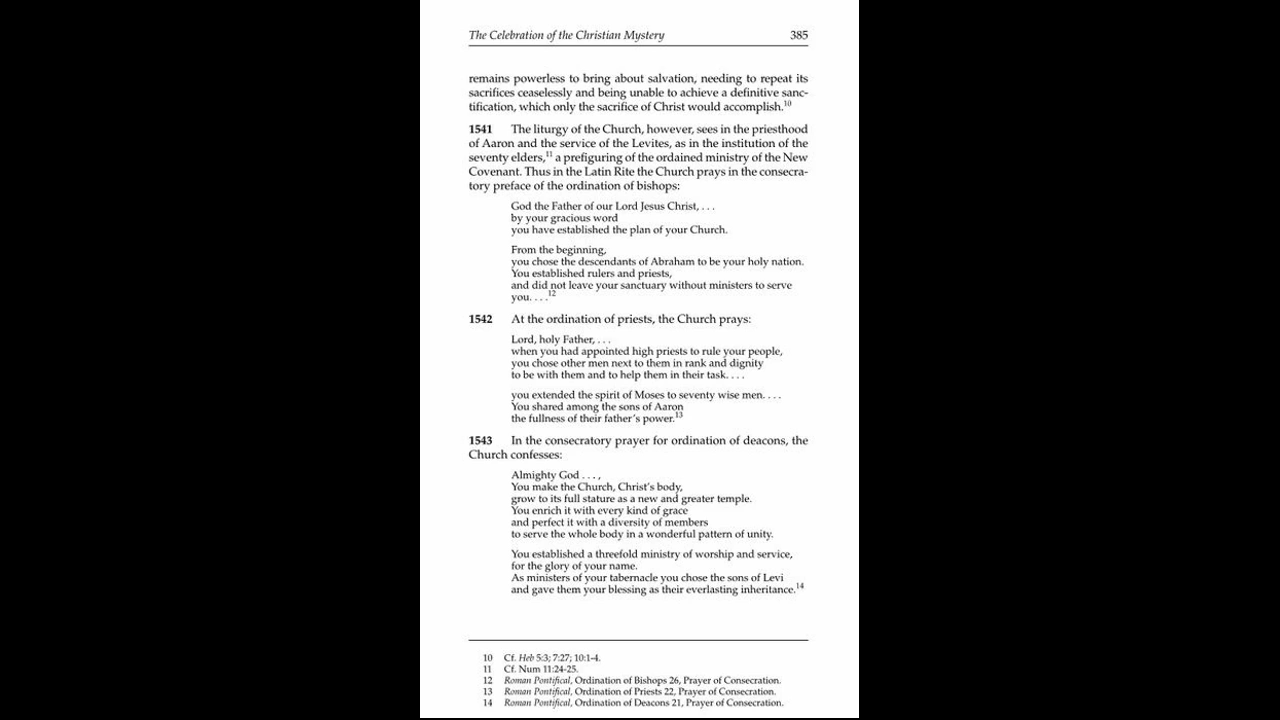 The Celebration of the Christian Mystery 385
remains powerless to bring about salvation, needing to repeat its
sacrifices ceaselessly and being unable to achieve a definitive sanc-
tification, which only the sacrifice of Christ would accomplish.10
1541 The liturgy of the Church, however, sees in the priesthood
of Aaron and the service of the Levites, as in the institution of the
seventy elders,11 a prefiguring of the ordained ministry of the New
Covenant. Thus in the Latin Rite the Church prays in the consecra-
tory preface of the ordination of bishops:
God the Father of our Lord Jesus Christ, . . .
by your gracious word
you have established the plan of your Church.
From the beginning,
you chose the descendants of Abraham to be your holy nation.
You established rulers and priests,
and did not leave your sanctuary without ministers to serve
you. . . .12
1542 At the ordination of priests, the Church prays:
Lord, holy Father, . . .
when you had appointed high priests to rule your people,
you chose other men next to them in rank and dignity
to be with them and to help them in their task. . . .
you extended the spirit of Moses to seventy wise men. . . .
You shared among the sons of Aaron
the fullness of their father's power.13
1543 In the consecratory prayer for ordination of deacons, the
Church confesses:
Almighty God . . . ,
You make the Church, Christ's body,
grow to its full stature as a new and greater temple.
You enrich it with every kind of grace
and perfect it with a diversity of members
to serve the whole body in a wonderful pattern of unity.
You established a threefold ministry of worship and service,
for the glory of your name.
As ministers of your tabernacle you chose the sons of Levi
and gave them your blessing as their everlasting inheritance.14
10 Cf. Heb 5:3; 7:27; 10:1-4.
11 Cf. Num 11:24-25.
12 Roman Pontifical, Ordination of Bishops 26, Prayer of Consecration.
13 Roman Pontifical, Ordination of Priests 22, Prayer of Consecration.
14 Roman Pontifical, Ordination of Deacons 21, Prayer of Consecration.